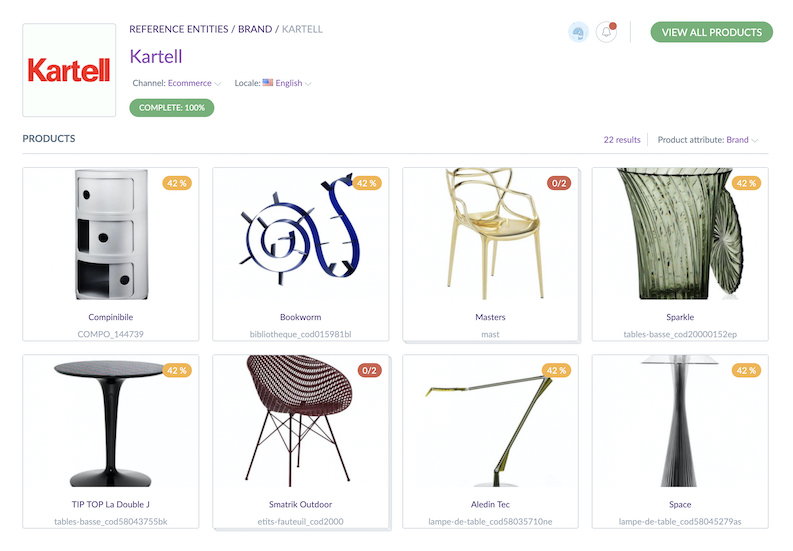 Kartell
REFERENCE ENTITIES / BRAND / KARTELL
Kartell
Channel: Ecommerce
Locale: English
COMPLETE: 100%
VIEW ALL PRODUCTS
PRODUCTS
22 results
Product attribute: Brand
42 %
42 %
0/2
42 %
Compinibile
Bookworm
Masters
Sparkle
COMPO_144739
bibliotheque_cod015981bl
mast
tables-basse_cod20000152ep
42 %
0/2
42 %
42 %
TIP TOP La Double J
Smatrik Outdoor
Aledin Tec
Space
tables-basse_cod58043755bk
etits-fauteuil_cod2000
lampe-de-table_cod58035710ne
lampe-de-table_cod58045279as